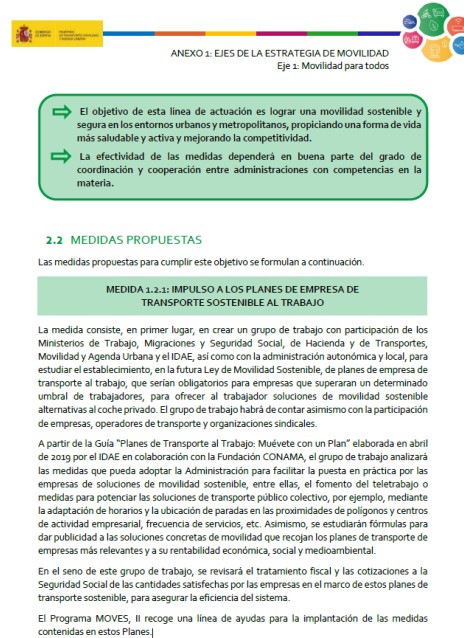 GOBIERNO
DE ESPAÑA
MINISTERIO
DE TRANSPORTES, MOVILIDAD
Y AGENDA URBANA
ANEXO 1: EJES DE LA ESTRATEGIA DE MOVILIDAD
Eje 1: Movilidad para todos
El objetivo de esta línea de actuación es lograr una movilidad sostenible y
segura en los entornos urbanos y metropolitanos, propiciando una forma de vida
más saludable y activa y mejorando la competitividad.
La efectividad de las medidas dependerá en buena parte del grado de
coordinación y cooperación entre administraciones con competencias en la
materia.
2.2 MEDIDAS PROPUESTAS
Las medidas propuestas para cumplir este objetivo se formulan a continuación.
MEDIDA 1.2.1: IMPULSO A LOS PLANES DE EMPRESA DE
TRANSPORTE SOSTENIBLE AL TRABAJO
La medida consiste, en primer lugar, en crear un grupo de trabajo con participación de los
Ministerios de Trabajo, Migraciones y Seguridad Social, de Hacienda y de Transportes,
Movilidad y Agenda Urbana y el IDAE, así como con la administración autonómica y local, para
estudiar el establecimiento, en la futura Ley de Movilidad Sostenible, de planes de empresa de
transporte al trabajo, que serían obligatorios para empresas que superaran un determinado
umbral de trabajadores, para ofrecer al trabajador soluciones de movilidad sostenible
alternativas al coche privado. El grupo de trabajo habrá de contar asimismo con la participación
de empresas, operadores de transporte y organizaciones sindicales.
A partir de la Guía "Planes de Transporte al Trabajo: Muévete con un Plan" elaborada en abril
de 2019 por el IDAE en colaboración con la Fundación CONAMA, el grupo de trabajo analizará
las medidas que pueda adoptar la Administración para facilitar la puesta en práctica por las
empresas de soluciones de movilidad sostenible, entre ellas, el fomento del teletrabajo o
medidas para potenciar las soluciones de transporte público colectivo, por ejemplo, mediante
la adaptación de horarios y la ubicación de paradas en las proximidades de polígonos y centros
de actividad empresarial, frecuencia de servicios, etc. Asimismo, se estudiarán fórmulas para
dar publicidad a las soluciones concretas de movilidad que recojan los planes de transporte de
empresas más relevantes y a su rentabilidad económica, social y medioambiental.
En el seno de este grupo de trabajo, se revisará el tratamiento fiscal y las cotizaciones a la
Seguridad Social de las cantidades satisfechas por las empresas en el marco de estos planes de
transporte sostenible, para asegurar la eficiencia del sistema.
El Programa MOVES, II recoge una línea de ayudas para la implantación de las medidas
contenidas en estos Planes.